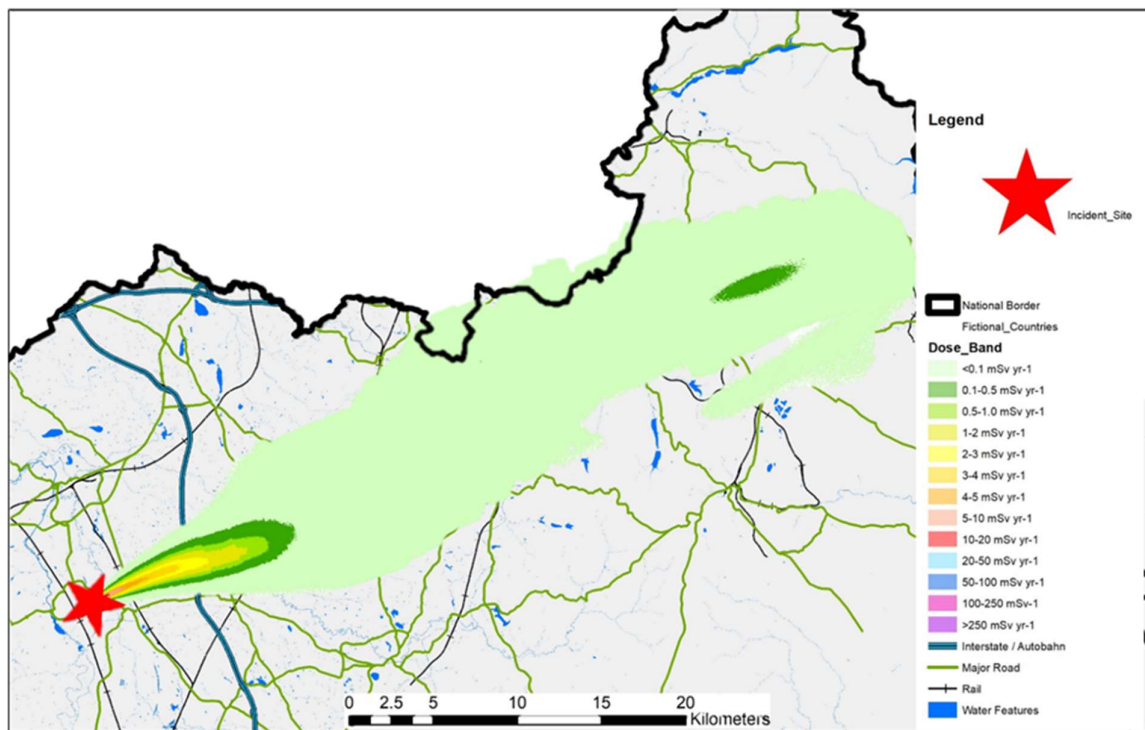 Legend
Incident_Site
National Border
Fictional_Countries
Dose_Band
<0.1 mSv yr-1
0.1-0.5 mSv yr-1
0.5-1.0 mSv yr-1
1-2 mSv yr-1
2-3 mSv yr-1
3-4 mSv yr-1
4-5 mSv yr-1
5-10 mSv yr-1
10-20 mSv yr-1
20-50 mSv yr-1
50-100 mSv yr-1
100-250 mSv-1
>250 mSv yr-1
Interstate / Autobahn
Major Road
Rail
Water Features
0 2.5 5 10 15 20
Kilometers